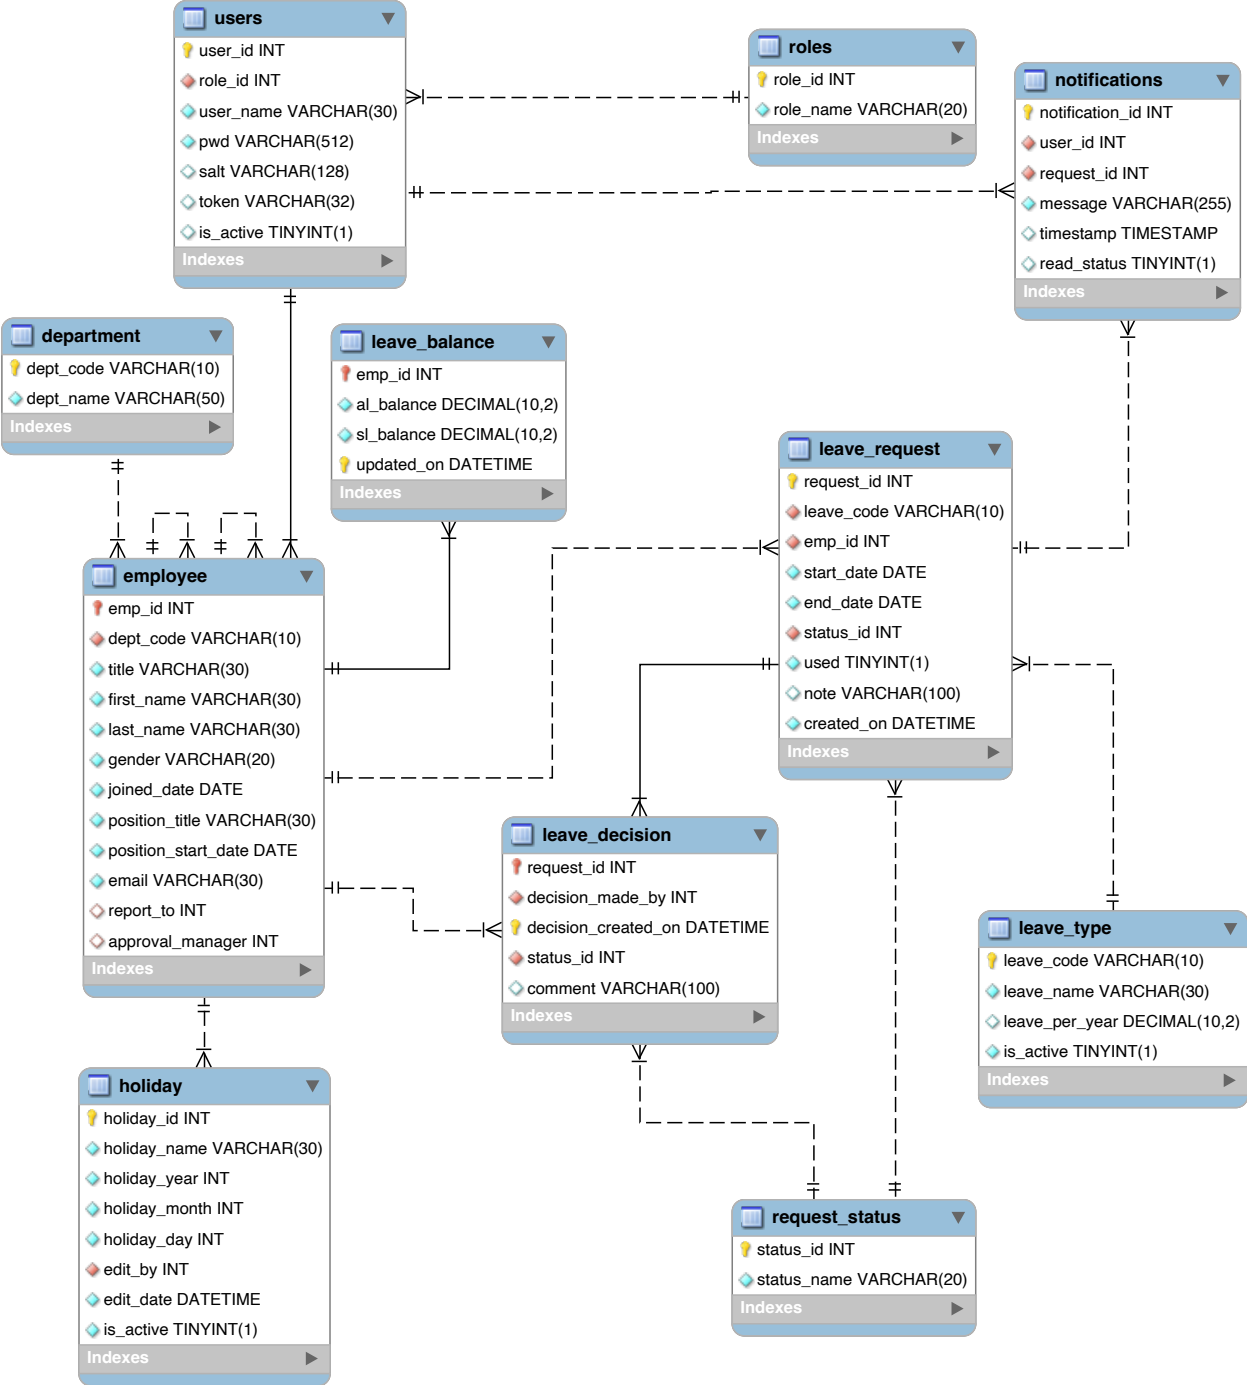 users
user_id INT
role_id INT
user_name VARCHAR(30)
pwd VARCHAR(512)
salt VARCHAR(128)
token VARCHAR(32)
is_active TINYINT(1)
Indexes
roles
role_id INT
role_name VARCHAR(20)
Indexes
notifications
notification_id INT
user_id INT
request_id INT
message VARCHAR(255)
timestamp TIMESTAMP
read_status TINYINT(1)
Indexes
department
dept_code VARCHAR(10)
dept_name VARCHAR(50)
Indexes
leave_balance
emp_id INT
al_balance DECIMAL(10,2)
sl_balance DECIMAL(10,2)
updated_on DATETIME
Indexes
leave_request
request_id INT
leave_code VARCHAR(10)
emp_id INT
start_date DATE
end_date DATE
status_id INT
used TINYINT(1)
note VARCHAR(100)
created_on DATETIME
Indexes
employee
emp_id INT
dept_code VARCHAR(10)
title VARCHAR(30)
first_name VARCHAR(30)
last_name VARCHAR(30)
gender VARCHAR(20)
joined_date DATE
position_title VARCHAR(30)
position_start_date DATE
email VARCHAR(30)
report_to INT
approval_manager INT
Indexes
leave_decision
request_id INT
decision_made_by INT
decision_created_on DATETIME
status_id INT
comment VARCHAR(100)
Indexes
leave_type
leave_code VARCHAR(10)
leave_name VARCHAR(30)
leave_per_year DECIMAL(10,2)
is_active TINYINT(1)
Indexes
holiday
holiday_id INT
holiday_name VARCHAR(30)
holiday_year INT
holiday_month INT
holiday_day INT
edit_by INT
edit_date DATETIME
is_active TINYINT(1)
Indexes
request_status
status_id INT
status_name VARCHAR(20)
Indexes